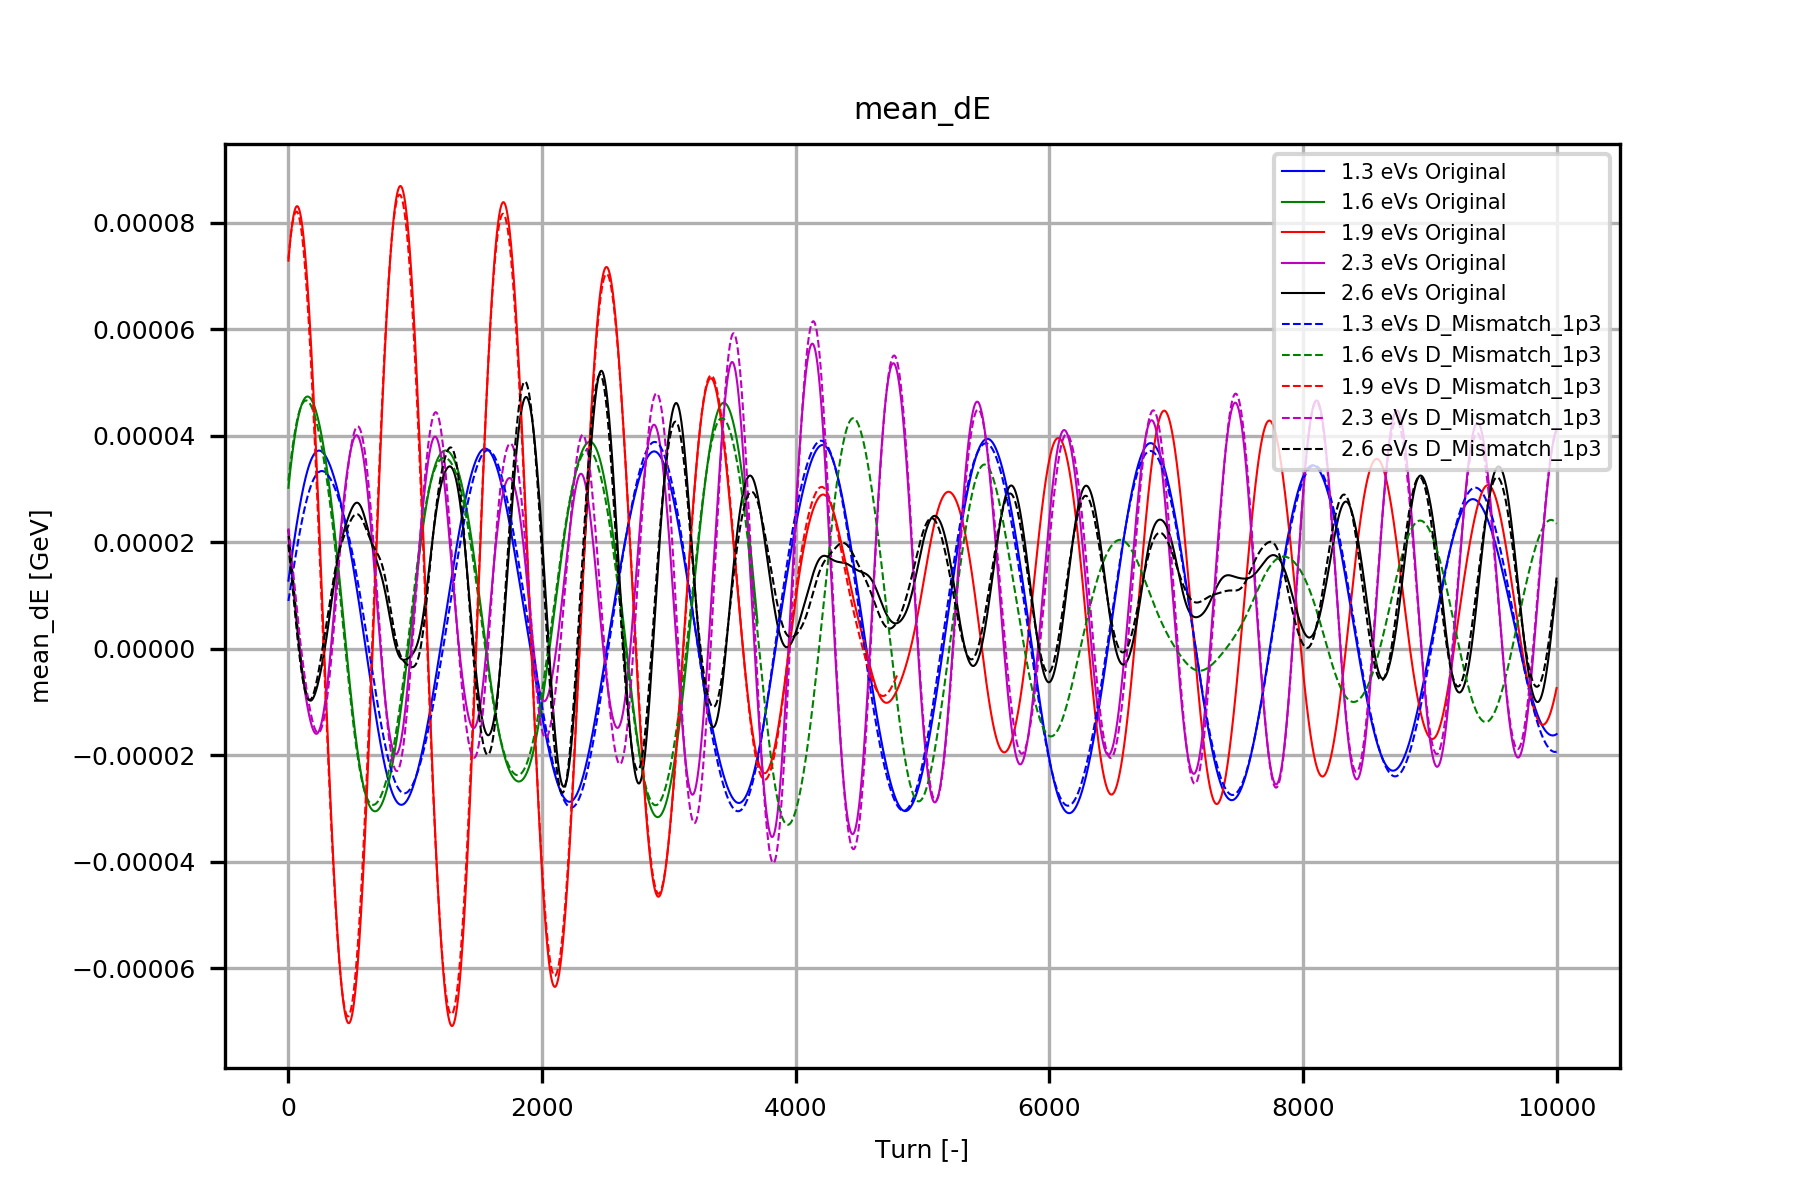 mean_dE
0.00008
0.00006
0.00004
0.00002
0.00000
−0.00002
−0.00004
−0.00006
mean_dE [GeV]
1.3 eVs Original
1.6 eVs Original
1.9 eVs Original
2.3 eVs Original
2.6 eVs Original
1.3 eVs D_Mismatch_1p3
1.6 eVs D_Mismatch_1p3
1.9 eVs D_Mismatch_1p3
2.3 eVs D_Mismatch_1p3
2.6 eVs D_Mismatch_1p3
0 2000 4000 6000 8000 10000
Turn [-]